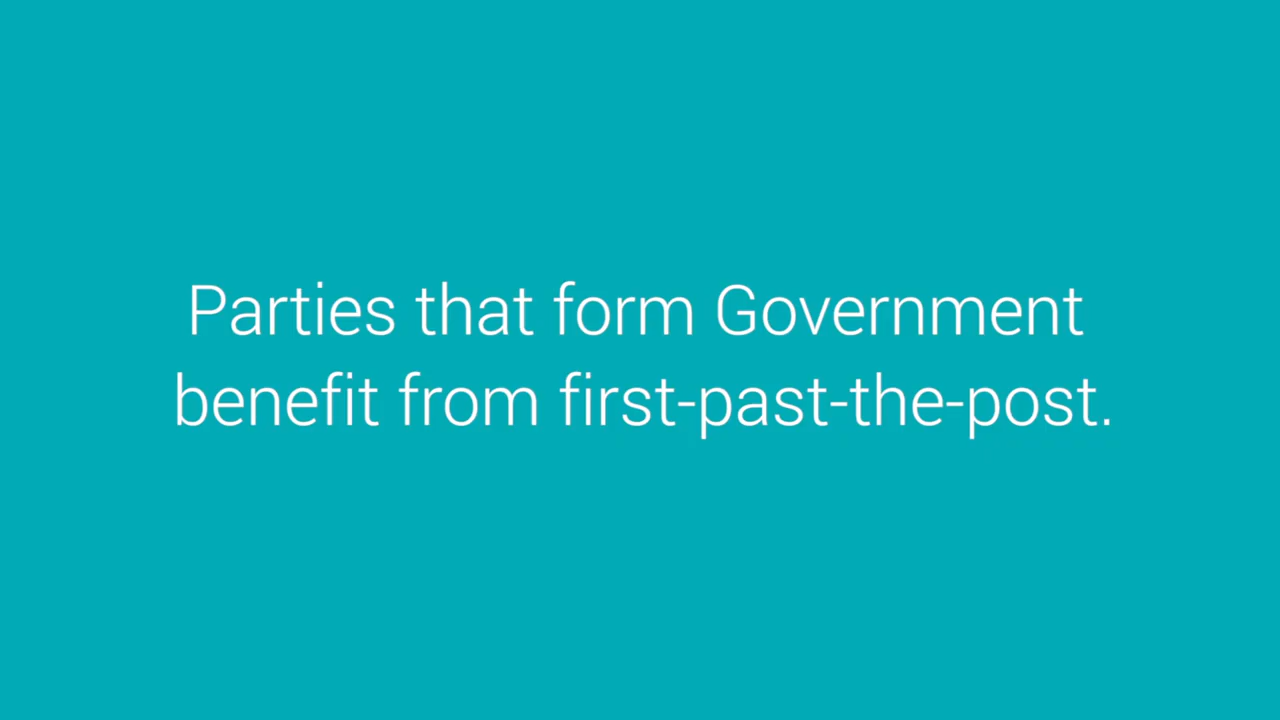 Parties that form Government
benefit from first-past-the-post.